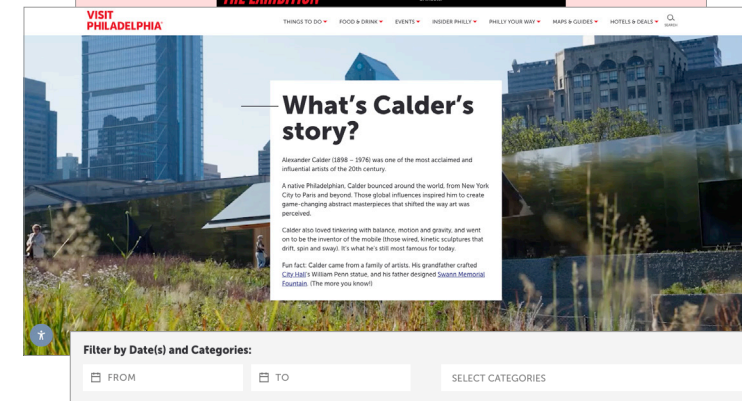 THE EXHIBITION
VISIT
PHILADELPHIA®
THINGS TO DO FOOD & DRINK EVENTS INSIDER PHILLY PHILLY YOUR WAY MAPS & GUIDES HOTELS & DEALS SEARCH
What's Calder's
story?
Alexander Calder (1898 – 1976) was one of the most acclaimed and
influential artists of the 20th century.
A native Philadelphian, Calder bounced around the world, from New York
City to Paris and beyond. Those global influences inspired him to create
game-changing abstract masterpieces that shifted the way art was
perceived.
Calder also loved tinkering with balance, motion and gravity, and went
on to be the inventor of the mobile (those wired, kinetic sculptures that
drift, spin and sway). It's what he's still most famous for today.
Fun fact: Calder came from a family of artists. His grandfather crafted
City Hall's William Penn statue, and his father designed Swann Memorial
Fountain. (The more you know!)
Filter by Date(s) and Categories:
FROM TO SELECT CATEGORIES